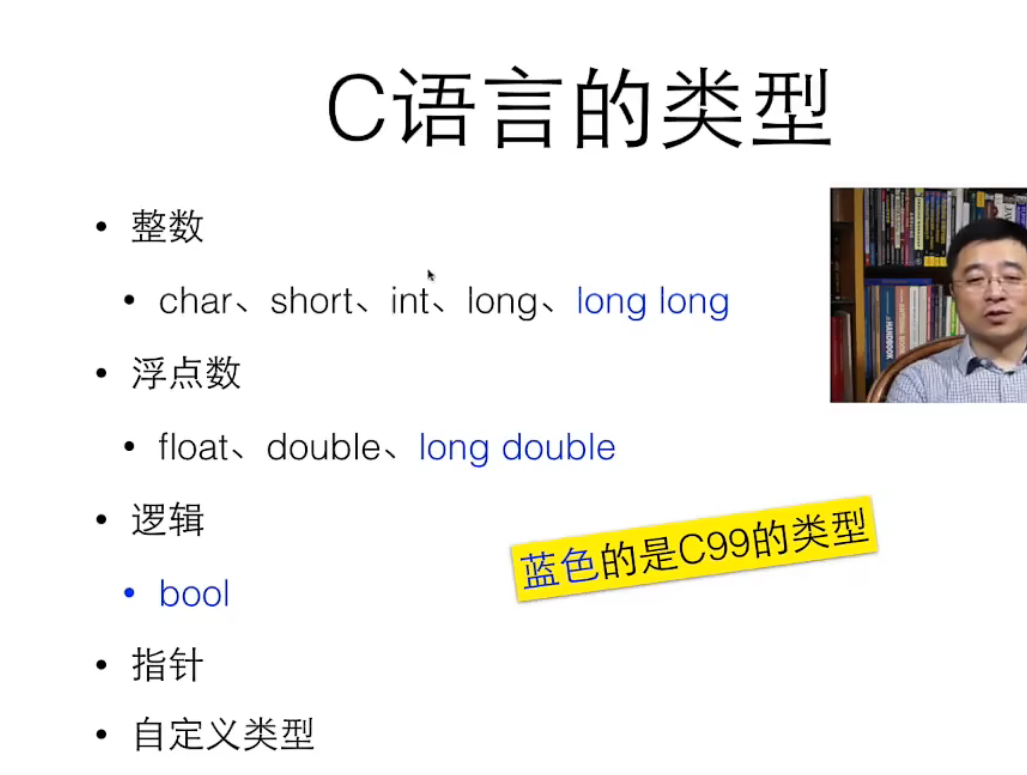 C语言的类型
• 整数
• char、short、int、long、long long
• 浮点数
• float、double、long double
• 逻辑
蓝色的是C99的类型
• bool
• 指针
• 自定义类型
HANDBOOK